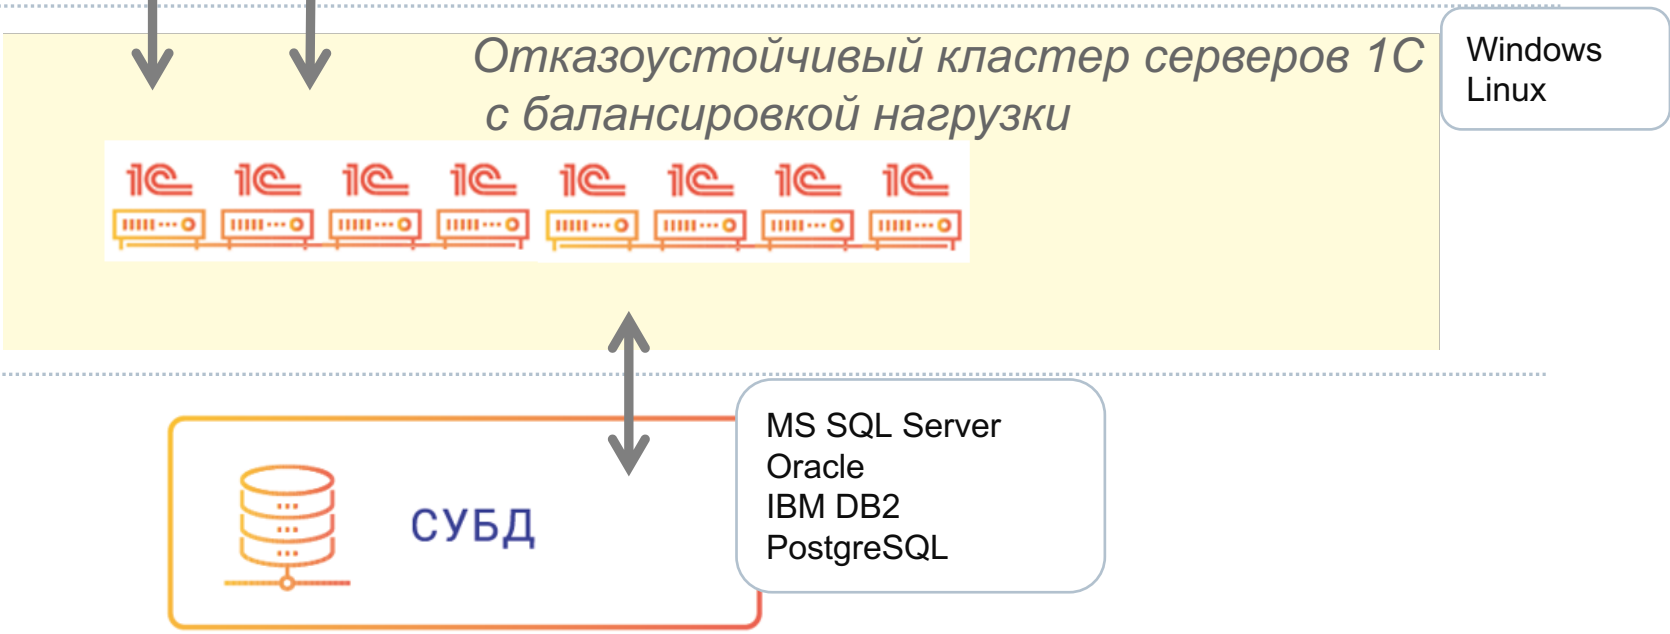 Отказоустойчивый кластер серверов 1С
с балансировкой нагрузки
Windows
Linux
1С 1С 1С 1С 1С 1С 1С 1С
СУБД
MS SQL Server
Oracle
IBM DB2
PostgreSQL